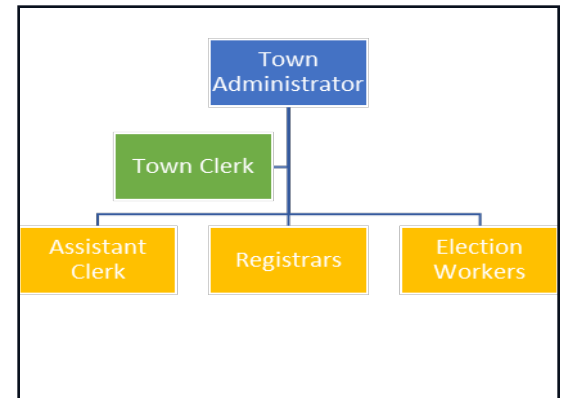 Town
Administrator
Town Clerk
Assistant
Clerk
Registrars
Election
Workers